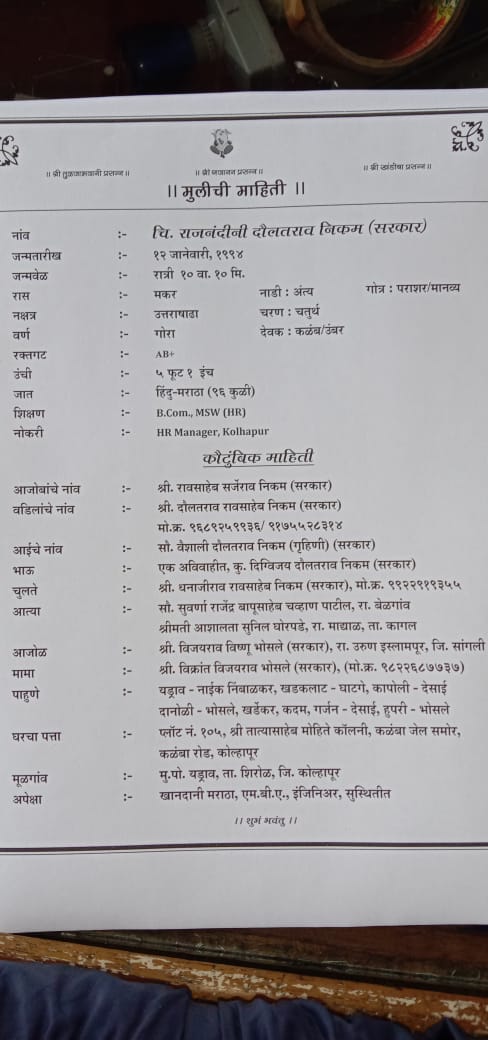 ॥ श्री तुळजाभवानी प्रसन्न ॥ ॥ श्री गजानन प्रसन्न ॥ ॥ श्री खंडोबा प्रसन्न ॥
॥ मुलीची माहिती ॥
नांव :- चि. राजनंदीनी दौलतराव निकम (सरकार)
जन्मतारीख :- १२ जानेवारी, १९९४
जन्मवेळ :- रात्री १० वा. १० मि.
रास :- मकर नाडी : अंत्य गोत्र : पराशर/मानव्य
नक्षत्र :- उत्तराषाढा चरण : चतुर्थ
वर्ण :- गोरा देवक : कळंब/उंबर
रक्तगट :- AB+
उंची :- ५ फूट १ इंच
जात :- हिंदु-मराठा (९६ कुळी)
शिक्षण :- B.Com., MSW (HR)
नोकरी :- HR Manager, Kolhapur
कौटुंबिक माहिती
आजोबांचे नांव :- श्री. रावसाहेब सर्जेराव निकम (सरकार)
वडिलांचे नांव :- श्री. दौलतराव रावसाहेब निकम (सरकार)
मो.क्र. ९६८९२५९९३६/ ९१७५५२८३१४
आईचे नांव :- सौ. वैशाली दौलतराव निकम (गृहिणी) (सरकार)
भाऊ :- एक अविवाहीत, कु. दिग्विजय दौलतराव निकम (सरकार)
चुलते :- श्री. धनाजीराव रावसाहेब निकम (सरकार), मो.क्र. ९९२२११९३५५
आत्या :- सौ. सुवर्णा राजेंद्र बापूसाहेब चव्हाण पाटील, रा. बेळगांव
श्रीमती आशालता सुनिल घोरपडे, रा. माद्याळ, ता. कागल
आजोळ :- श्री. विजयराव विष्णू भोसले (सरकार), रा. उरुण इस्लामपूर, जि. सांगली
मामा :- श्री. विक्रांत विजयराव भोसले (सरकार), (मो.क्र. ९८२२६८७७३७)
पाहुणे :- यड्राव - नाईक निंबाळकर, खडकलाट - घाटगे, कापोली - देसाई
दानोळी - भोसले, खर्डेकर, कदम, गर्जन - देसाई, हुपरी - भोसले
घरचा पत्ता :- प्लॉट नं. १०५, श्री तात्यासाहेब मोहिते कॉलनी, कळंबा जेल समोर,
कळंबा रोड, कोल्हापूर
मूळगांव :- मु.पो. यड्राव, ता. शिरोळ, जि. कोल्हापूर
अपेक्षा :- खानदानी मराठा, एम.बी.ए., इंजिनिअर, सुस्थितीत
॥ शुभं भवंतु ॥